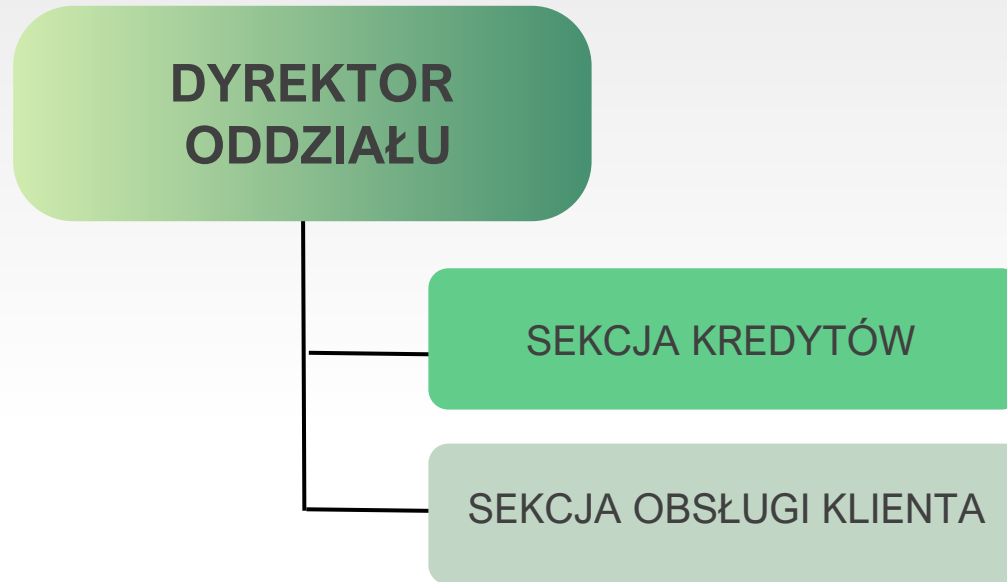 DYREKTOR
ODDZIAŁU
SEKCJA KREDYTÓW
SEKCJA OBSŁUGI KLIENTA